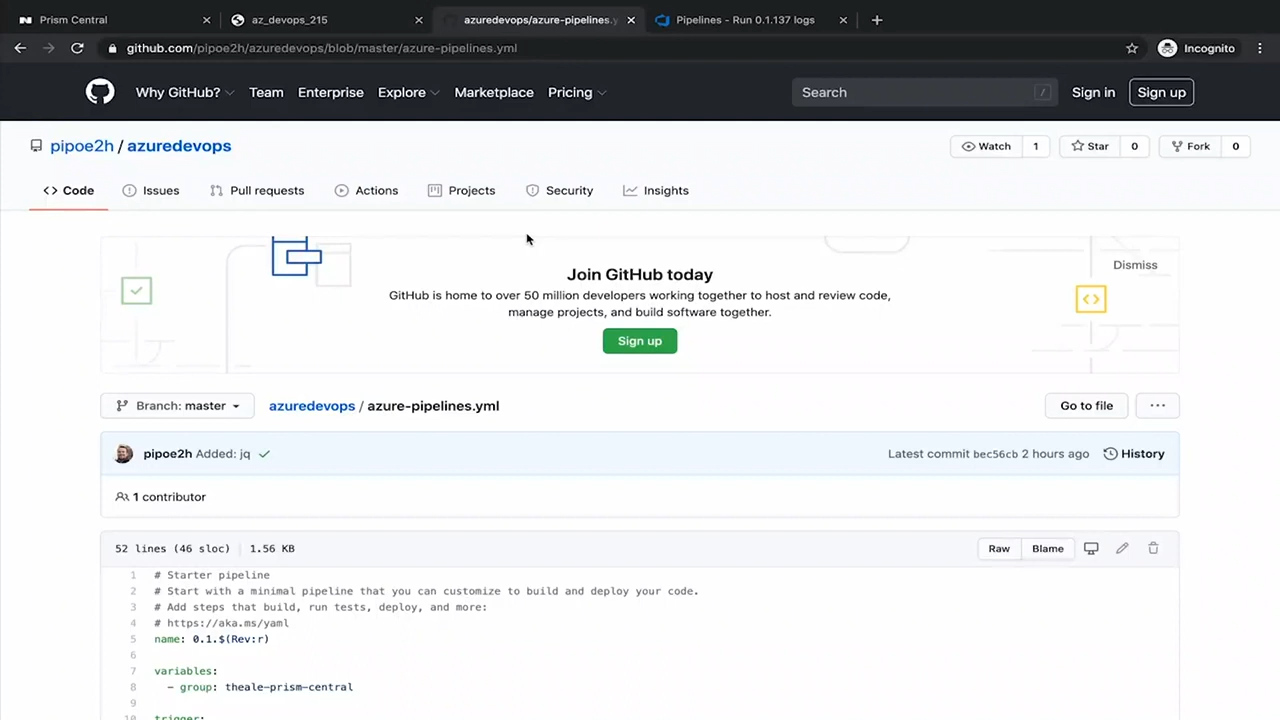 Prism Central
az_devops_215
azuredevops/azure-pipelines.y
Pipelines - Run 0.1.137 logs
github.com/pipoe2h/azuredevops/blob/master/azure-pipelines.yml
Incognito
Why GitHub?
Team
Enterprise
Explore
Marketplace
Pricing
Search
/
Sign in
Sign up
pipoe2h / azuredevops
Watch 1
Star 0
Fork 0
<> Code
Issues
Pull requests
Actions
Projects
Security
Insights
Join GitHub today
Dismiss
GitHub is home to over 50 million developers working together to host and review code,
manage projects, and build software together.
Sign up
Branch: master
azuredevops / azure-pipelines.yml
Go to file
...
pipoe2h Added: jq
Latest commit bec56cb 2 hours ago
History
1 contributor
52 lines (46 sloc) 1.56 KB
Raw
Blame
1 # Starter pipeline
2 # Start with a minimal pipeline that you can customize to build and deploy your code.
3 # Add steps that build, run tests, deploy, and more:
4 # https://aka.ms/yaml
5 name: 0.1.$(Rev:r)
6
7 variables:
8 - group: theale-prism-central
9
10 trigger: